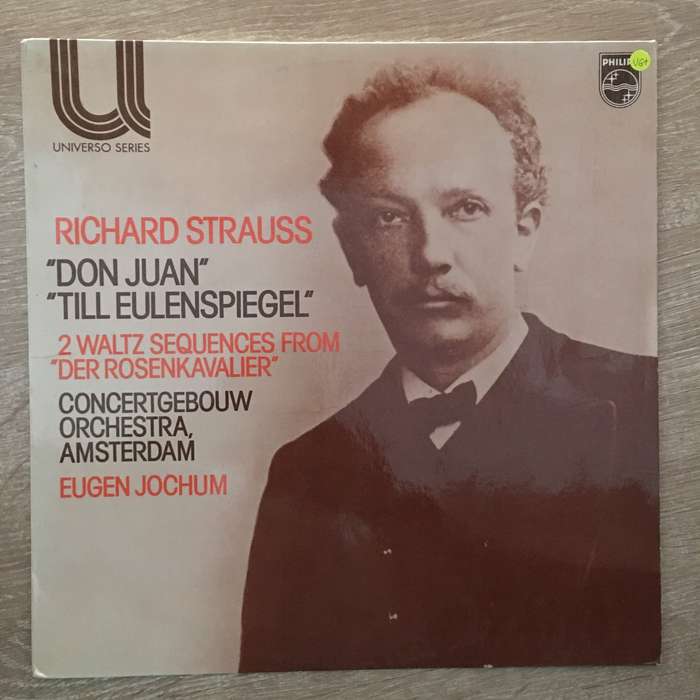 UNIVERSO SERIES
PHILIPS
VG+
RICHARD STRAUSS
"DON JUAN"
"TILL EULENSPIEGEL"
2 WALTZ SEQUENCES FROM
"DER ROSENKAVALIER"
CONCERTGEBOUW
ORCHESTRA,
AMSTERDAM
EUGEN JOCHUM